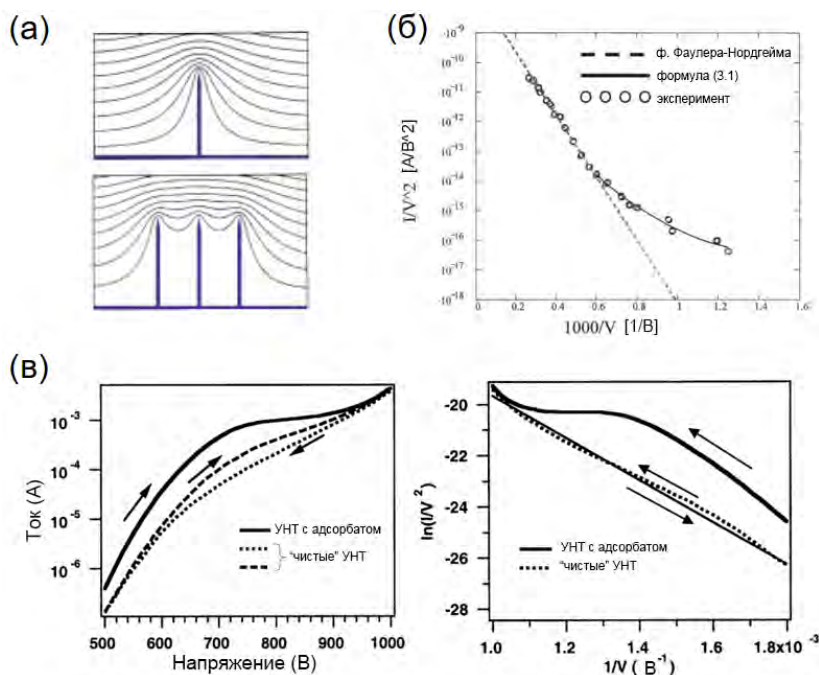 (а)
(б)
10^-9
10^-10
10^-11
10^-12
10^-13
10^-14
10^-15
10^-16
10^-17
10^-18
I/V^2 [А/В^2]
ф. Фаулера-Нордгейма
формула (3.1)
эксперимент
0 0.2 0.4 0.6 0.8 1 1.2 1.4 1.6
1000/V [1/В]
(в)
Ток (А)
10^-3
10^-4
10^-5
10^-6
УНТ с адсорбатом
"чистые" УНТ
500 600 700 800 900 1000
Напряжение (В)
ln(I/V^2)
-20
-22
-24
-26
-28
УНТ с адсорбатом
"чистые" УНТ
1.0 1.2 1.4 1.6 1.8x10^-3
1/V (В^-1)